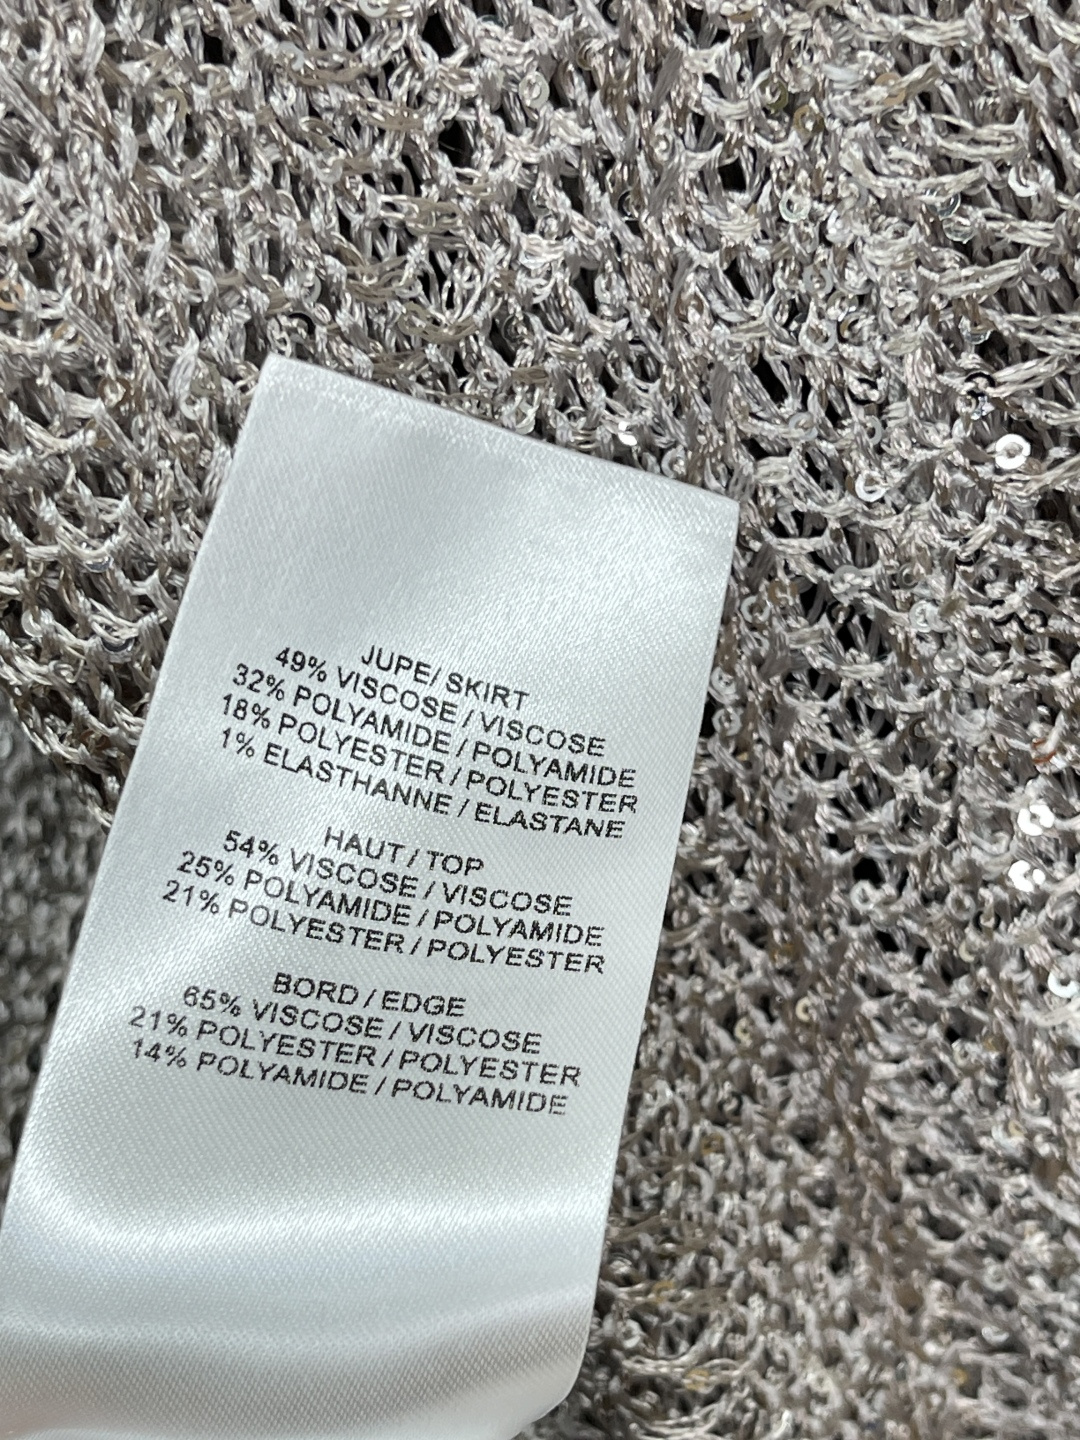 JUPE/ SKIRT
49% VISCOSE / VISCOSE
32% POLYAMIDE / POLYAMIDE
18% POLYESTER / POLYESTER
1% ELASTHANNE / ELASTANE
HAUT / TOP
54% VISCOSE / VISCOSE
25% POLYAMIDE / POLYAMIDE
21% POLYESTER / POLYESTER
BORD / EDGE
65% VISCOSE / VISCOSE
21% POLYESTER / POLYESTER
14% POLYAMIDE / POLYAMIDE